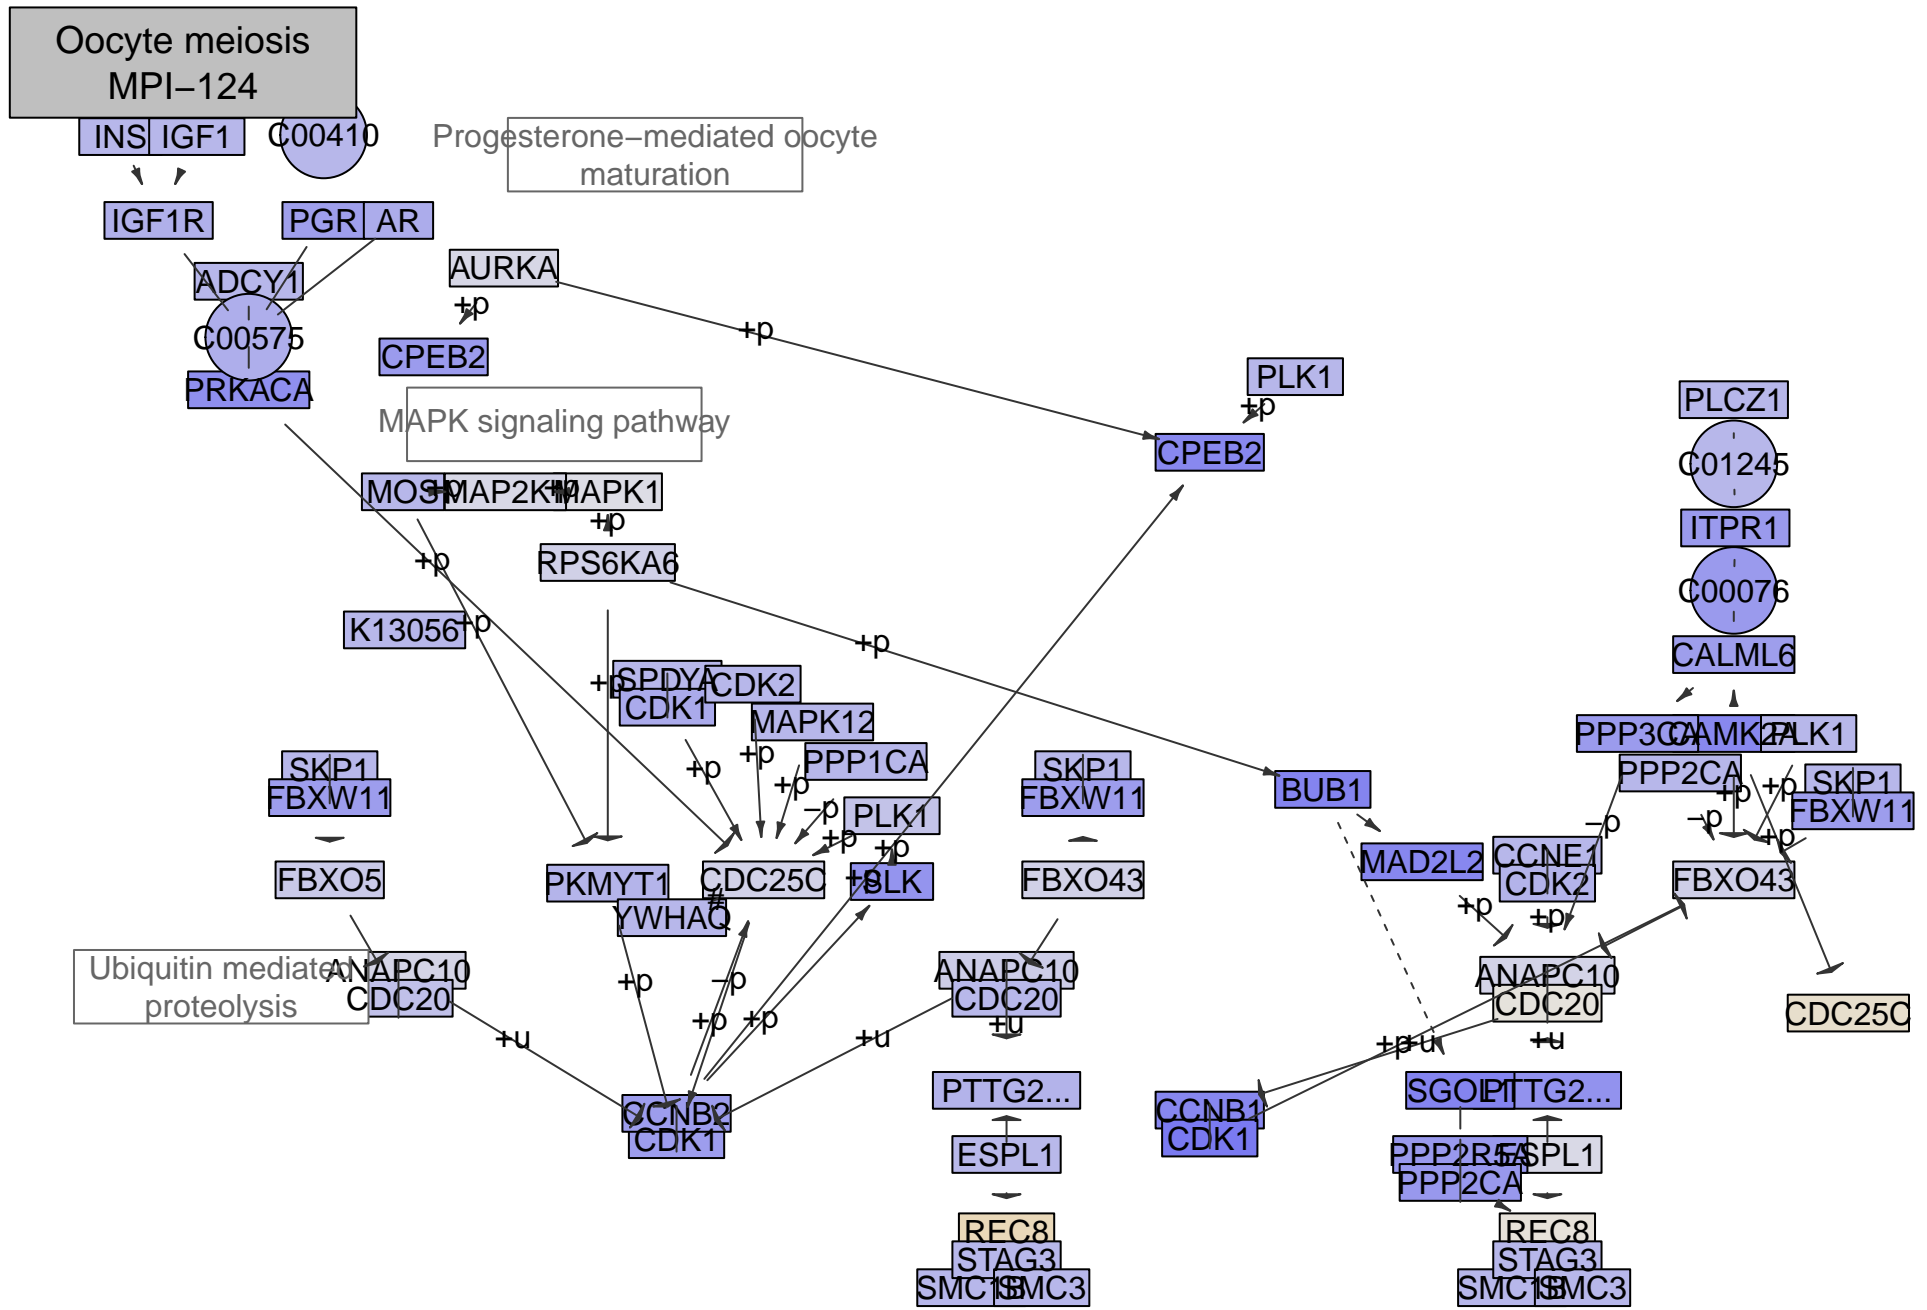 Oocyte meiosis
MPI−124
INS IGF1
C00410
Progesterone−mediated oocyte
maturation
IGF1R
PGR AR
ADCY1
AURKA
+p
C00575
+p
CPEB2
PRKACA
PLK1
+p
PLCZ1
MAPK signaling pathway
CPEB2
C01245
MOS +p MAP2K1 +p MAPK1
+p
ITPR1
RPS6KA6
+p
C00076
K13056 +p
+p
CALML6
+p SPDYA
CDK1
CDK2
MAPK12
PPP3CA CAMK2A PLK1
+p
PPP1CA
+p
+p
SKP1
FBXW11
SKP1
FBXW11
BUB1
PPP2CA
+p
+p
SKP1
FBXW11
−p
PLK1
+p
+p
−p
−p
+p
MAD2L2
CCNE1
CDK2
FBXO5
PKMYT1
CDC25C
+p
SLK
FBXO43
FBXO43
#
YWHAQ
+p
+p
Ubiquitin mediated
proteolysis
ANAPC10
CDC20
+p
−p
ANAPC10
CDC20
ANAPC10
CDC20
CDC25C
+p
+p
+u
+u
+u
+p
+u
+u
PTTG2...
SGOL1
PTTG2...
CCNB2
CDK1
CCNB1
CDK1
ESPL1
PPP2R5A
ESPL1
PPP2CA
REC8
STAG3
SMC1B
SMC3
REC8
STAG3
SMC1B
SMC3